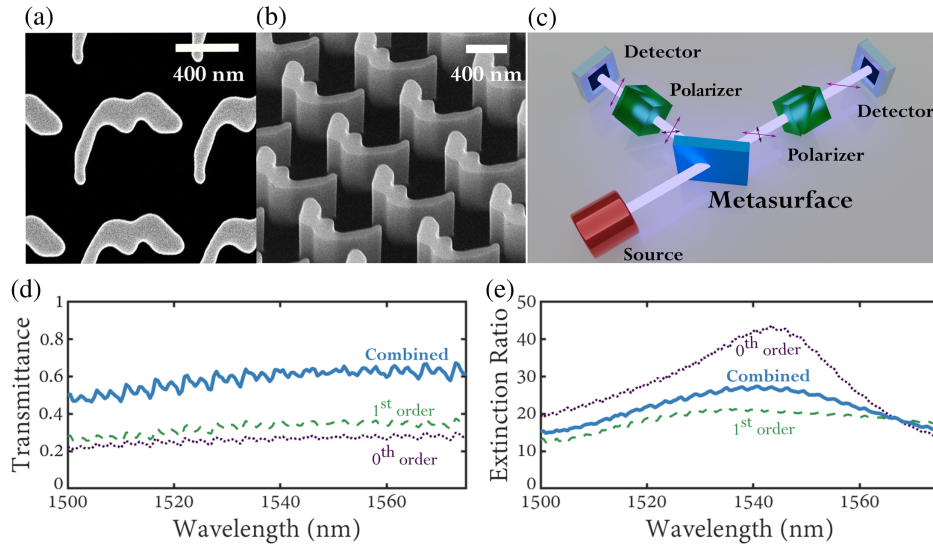 (a)
400 nm
(b)
400 nm
(c)
Detector
Polarizer
Detector
Polarizer
Metasurface
Source
(d)
1
0.8
0.6
0.4
0.2
0
Transmittance
Combined
1st order
0th order
1500
1520
1540
1560
Wavelength (nm)
(e)
50
40
30
20
10
0
Extinction Ratio
0th order
Combined
1st order
1500
1520
1540
1560
Wavelength (nm)